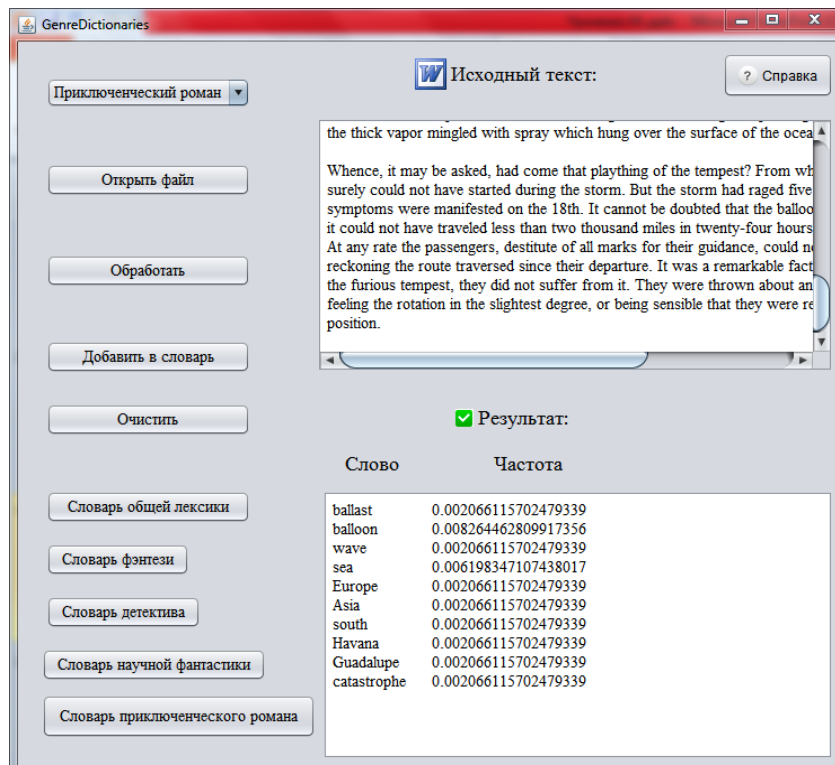 GenreDictionaries
Приключенческий роман
Исходный текст:
? Справка
Открыть файл
Обработать
Добавить в словарь
Очистить
Словарь общей лексики
Словарь фэнтези
Словарь детектива
Словарь научной фантастики
Словарь приключенческого романа
the thick vapor mingled with spray which hung over the surface of the ocea
Whence, it may be asked, had come that plaything of the tempest? From wh
surely could not have started during the storm. But the storm had raged five
symptoms were manifested on the 18th. It cannot be doubted that the balloo
it could not have traveled less than two thousand miles in twenty-four hours
At any rate the passengers, destitute of all marks for their guidance, could n
reckoning the route traversed since their departure. It was a remarkable fact
the furious tempest, they did not suffer from it. They were thrown about an
feeling the rotation in the slightest degree, or being sensible that they were re
position.
Результат:
Слово Частота
ballast 0.002066115702479339
balloon 0.008264462809917356
wave 0.002066115702479339
sea 0.006198347107438017
Europe 0.002066115702479339
Asia 0.002066115702479339
south 0.002066115702479339
Havana 0.002066115702479339
Guadalupe 0.002066115702479339
catastrophe 0.002066115702479339